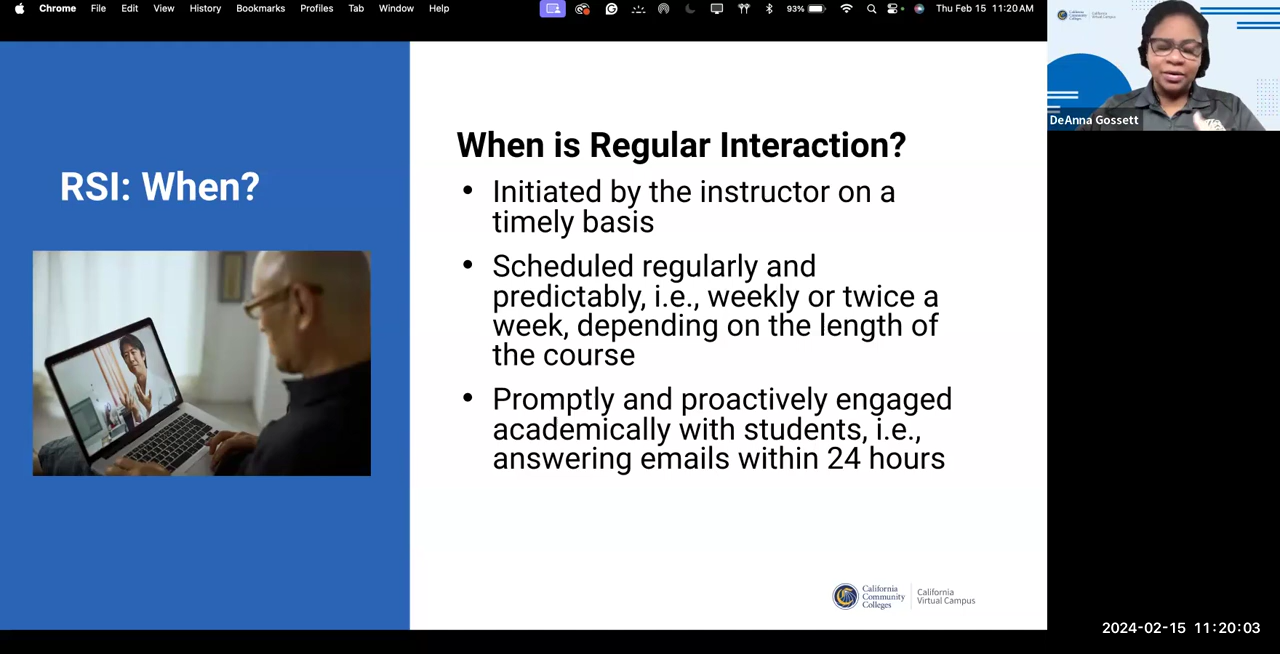 Chrome File Edit View History Bookmarks Profiles Tab Window Help 93% Thu Feb 15 11:20 AM
RSI: When?
When is Regular Interaction?
• Initiated by the instructor on a
timely basis
• Scheduled regularly and
predictably, i.e., weekly or twice a
week, depending on the length of
the course
• Promptly and proactively engaged
academically with students, i.e.,
answering emails within 24 hours
California
Community
Colleges
California
Virtual Campus
DeAnna Gossett
2024-02-15 11:20:03